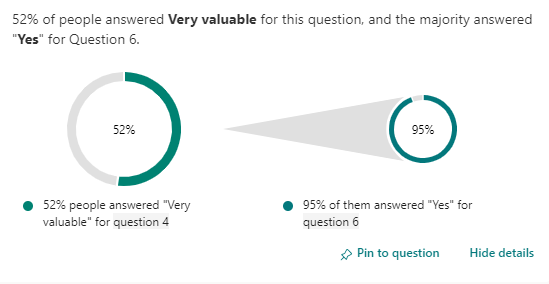 52% of people answered Very valuable for this question, and the majority answered
"Yes" for Question 6.
52%
95%
52% people answered "Very
valuable" for question 4
95% of them answered "Yes" for
question 6
Pin to question
Hide details